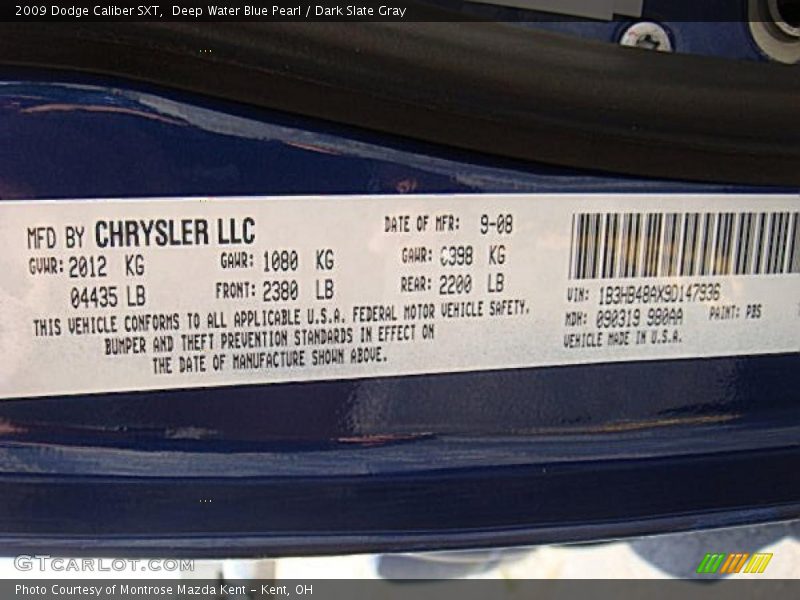 2009 Dodge Caliber SXT,  Deep Water Blue Pearl / Dark Slate Gray
MFD BY CHRYSLER LLC
DATE OF MFR: 9-08
GVWR: 2012 KG
GAWR: 1080 KG
GAWR: 0998 KG
04435 LB
FRONT: 2380 LB
REAR: 2200 LB
THIS VEHICLE CONFORMS TO ALL APPLICABLE U.S.A. FEDERAL MOTOR VEHICLE SAFETY,
BUMPER AND THEFT PREVENTION STANDARDS IN EFFECT ON
THE DATE OF MANUFACTURE SHOWN ABOVE.
VIN: 1B3HB48AX9D147936
MDH: 090319 980AA PAINT: PBS
VEHICLE MADE IN U.S.A.
GTCARLOT.COM
Photo Courtesy of Montrose Mazda Kent - Kent, OH